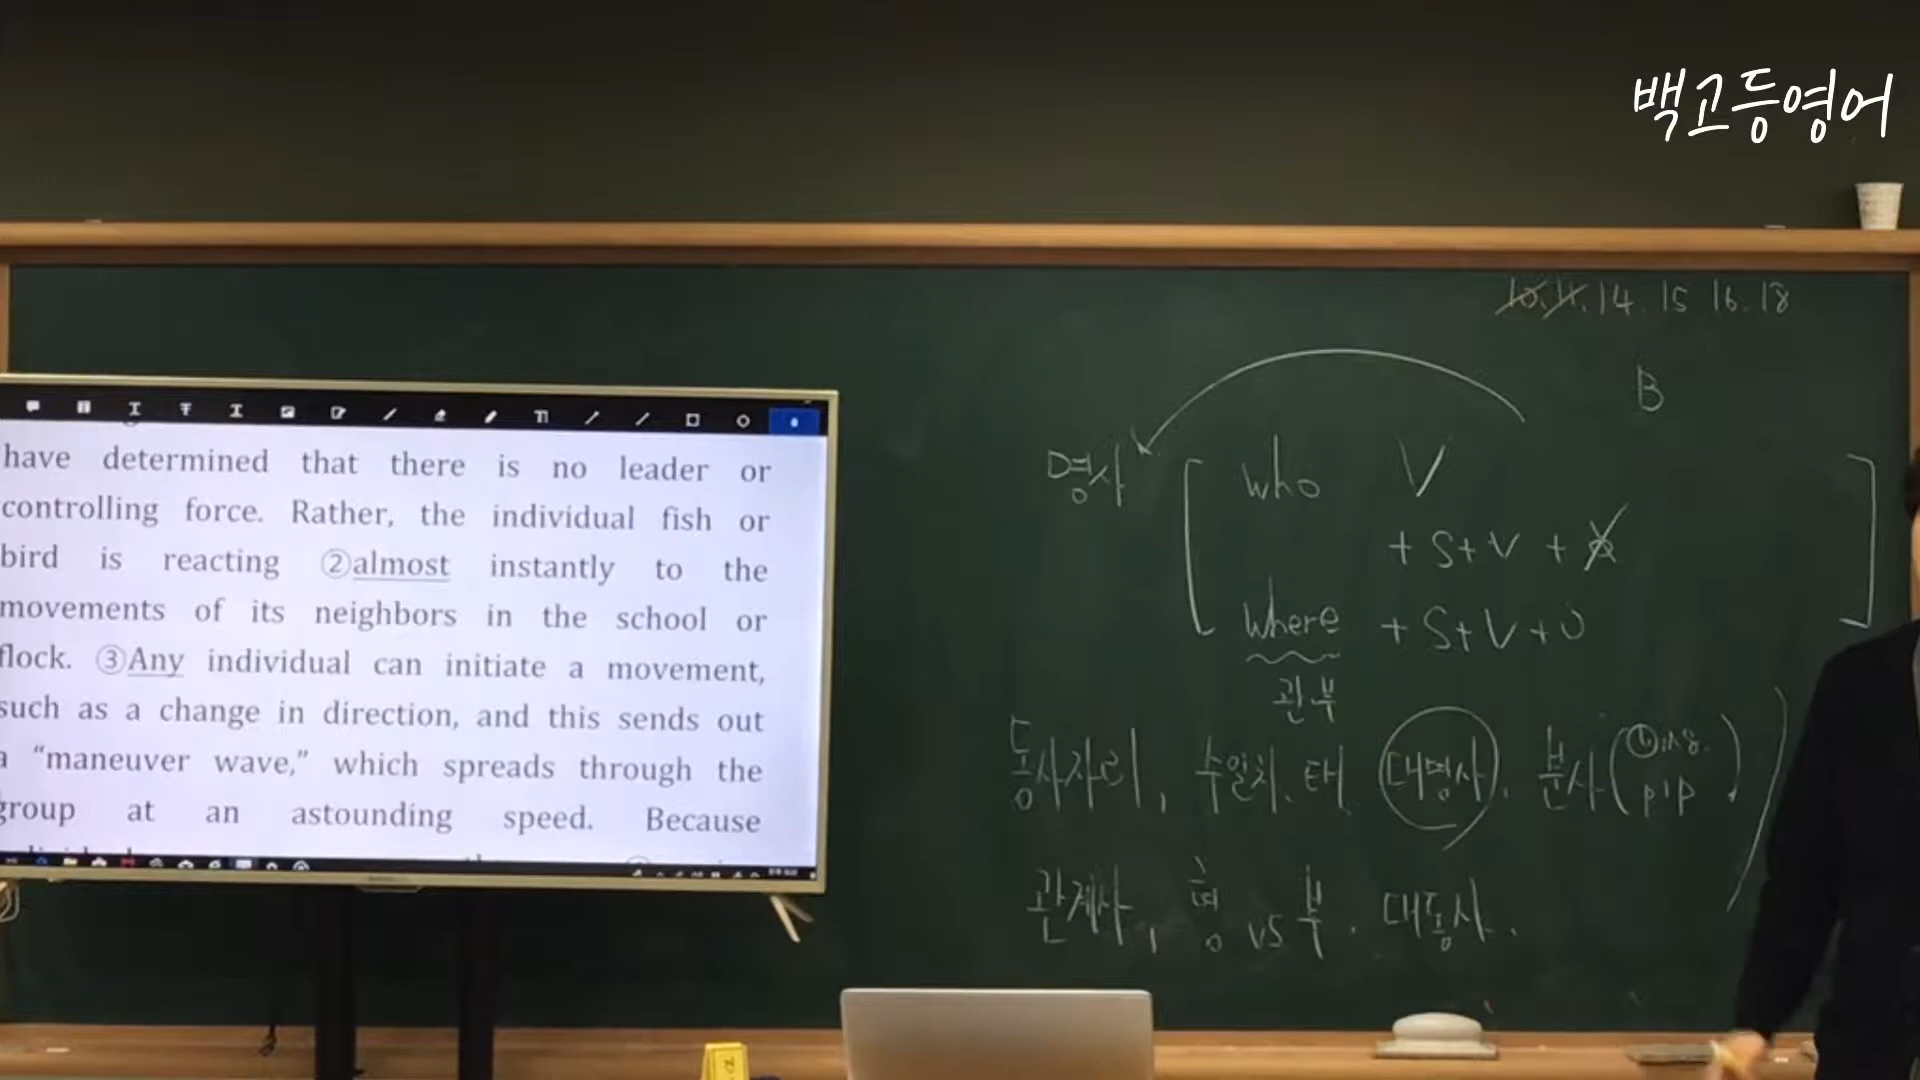 백고등영어
10. 11. 14. 15 16. 18
B
명사 who V
+ S + V +
where + S + V + O
관부
동사자리, 수일치, 태 대명사, 분사 ( ① ing. p.p )
관계사, 형 vs 부. 대동사.
have determined that there is no leader or
controlling force. Rather, the individual fish or
bird is reacting ②almost instantly to the
movements of its neighbors in the school or
flock. ③Any individual can initiate a movement,
such as a change in direction, and this sends out
a “maneuver wave,” which spreads through the
group at an astounding speed. Because